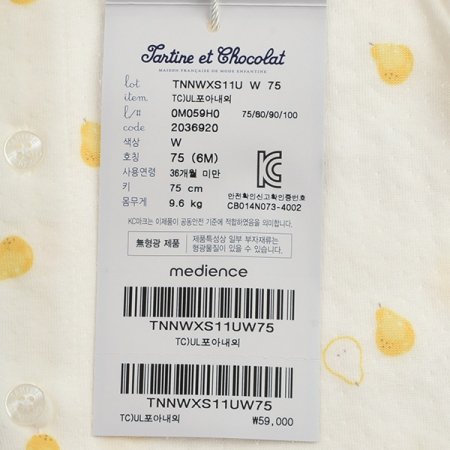 Tartine et Chocolat
MAISON FRANÇAISE DE MODE ENFANTINE
lot TNNWXS11U W 75
item TC)UL포아내의
l/# 0M059H0 75/80/90/100
code 2036920
색상 W
호칭 75 (6M)
사용연령 36개월 미만
키 75 cm
몸무게 9.6 kg
안전확인신고확인증번호
CB014N073-4002
KC마크는 이제품이 공통안전 기준에 적합하였음을 의미합니다.
無형광 제품
제품특성상 일부 부자재류는
형광물질이 있을 수 있습니다.
medience
TNNWXS11UW75
TC)UL포아내의
TNNWXS11UW75
TC)UL포아내의 ₩59,000